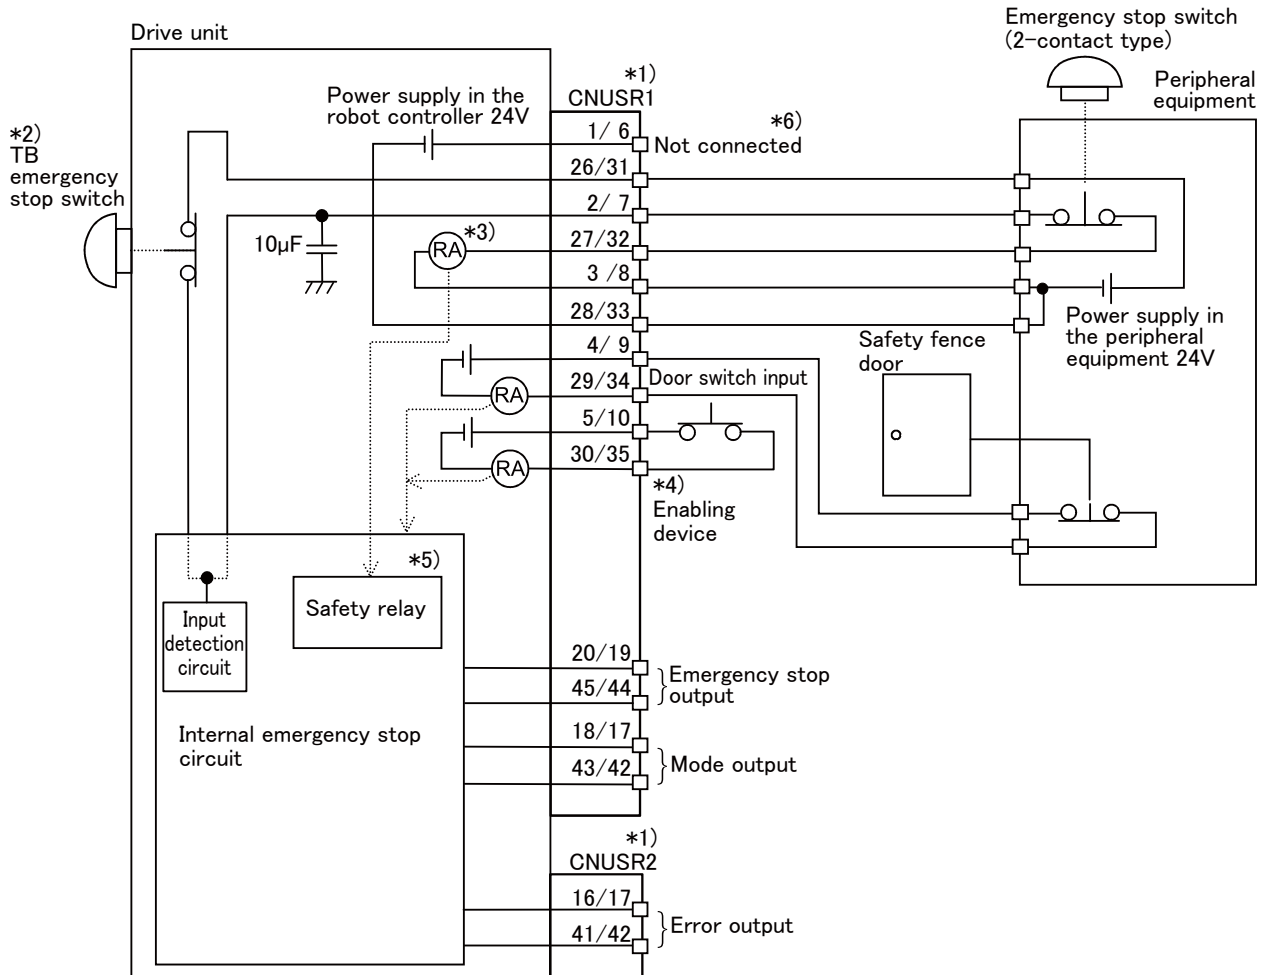 Drive unit
Emergency stop switch
(2-contact type)
Peripheral
equipment
*1)
CNUSR1
Power supply in the
robot controller 24V
*2)
TB
emergency
stop switch
1/ 6
*6)
Not connected
26/31
2/ 7
10μF
RA
*3)
27/32
3 /8
28/33
Power supply in
the peripheral
equipment 24V
4/ 9
Safety fence
door
29/34
Door switch input
RA
5/10
30/35
RA
*4)
Enabling
device
*5)
Safety relay
Input
detection
circuit
Internal emergency stop
circuit
20/19
45/44
Emergency stop
output
18/17
43/42
Mode output
*1)
CNUSR2
16/17
41/42
Error output